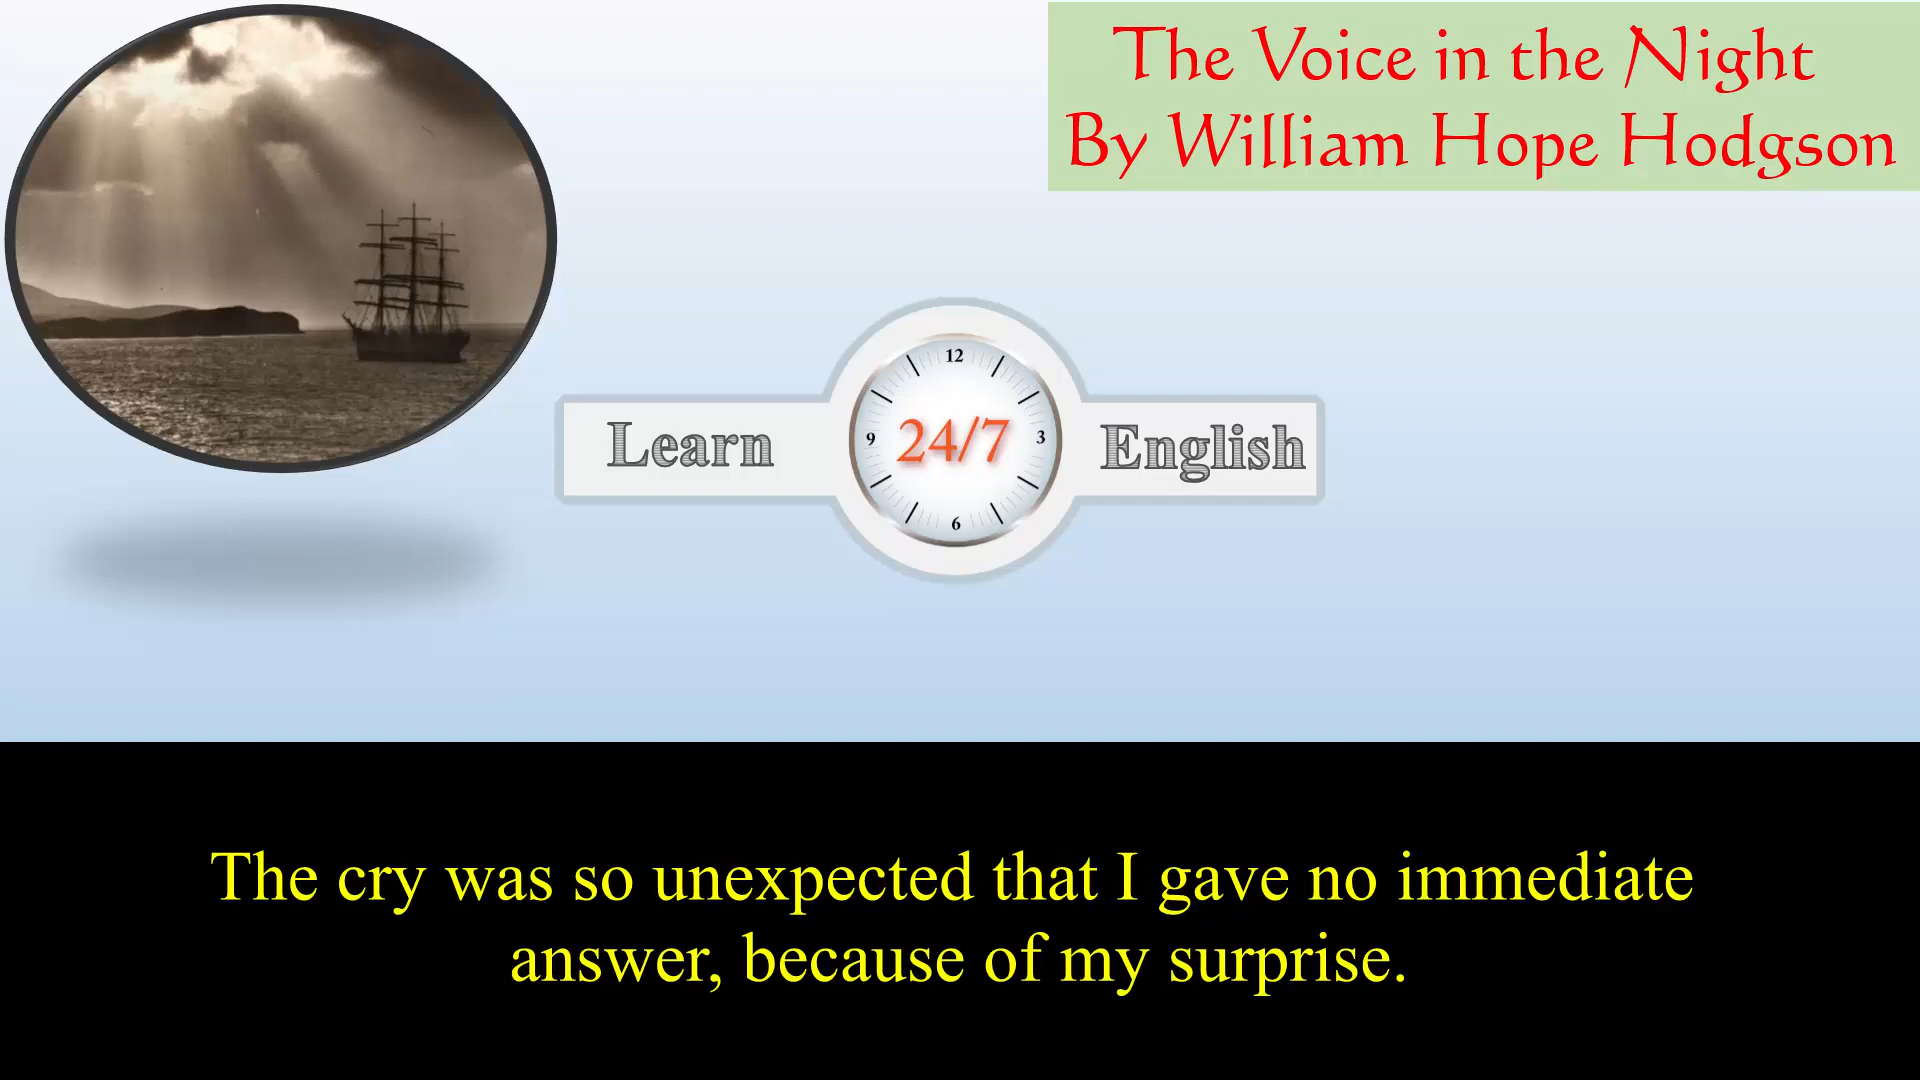 The Voice in the Night
By William Hope Hodgson
12
Learn
9
24/7
3
English
6
The cry was so unexpected that I gave no immediate
answer, because of my surprise.